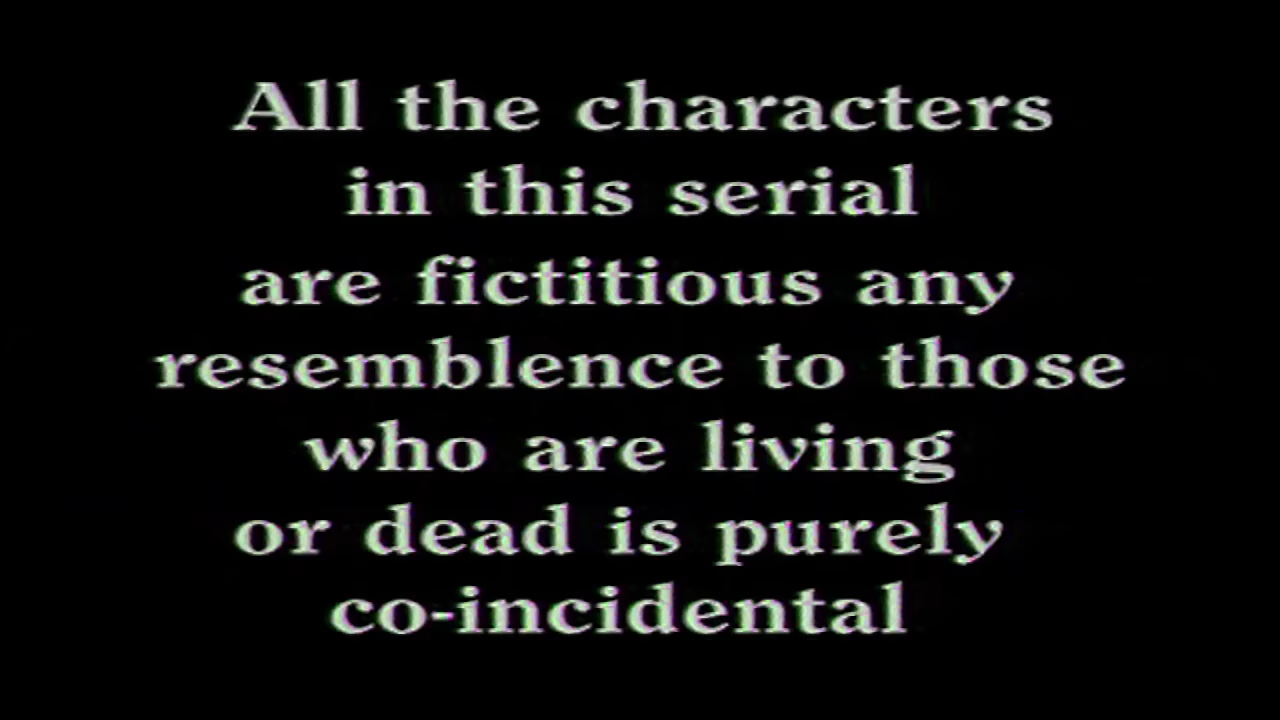 All the characters
in this serial
are fictitious any
resemblence to those
who are living
or dead is purely
co-incidental